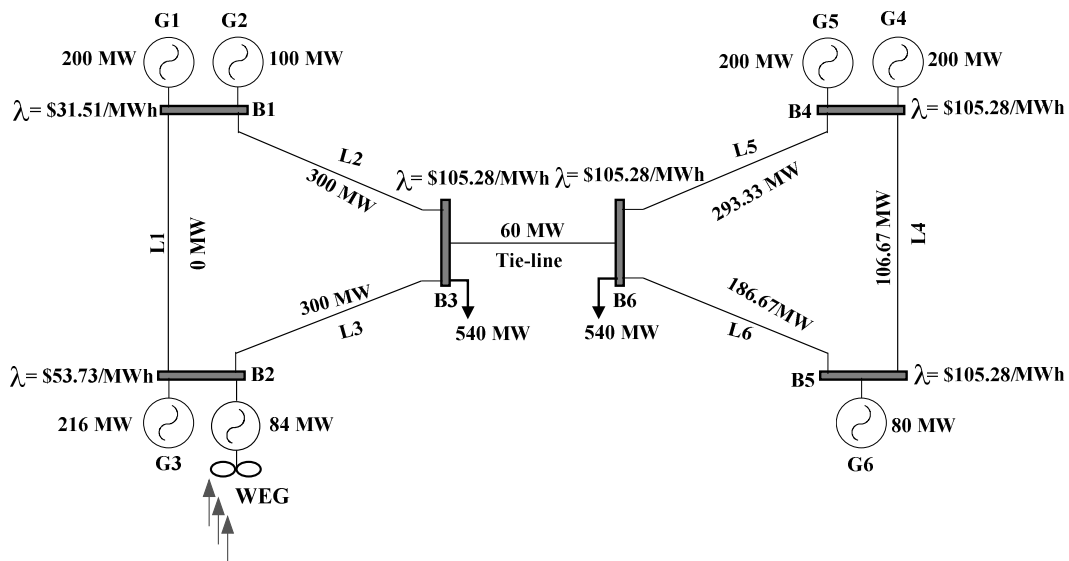 G1
G2
G5
G4
200 MW
100 MW
200 MW
200 MW
λ= $31.51/MWh
B1
B4
λ= $105.28/MWh
L2
300 MW
λ= $105.28/MWh
λ= $105.28/MWh
L5
293.33 MW
L1
0 MW
60 MW
Tie-line
106.67 MW
L4
300 MW
L3
B3
540 MW
B6
540 MW
186.67MW
L6
λ= $53.73/MWh
B2
B5
λ= $105.28/MWh
216 MW
84 MW
80 MW
G3
G6
WEG